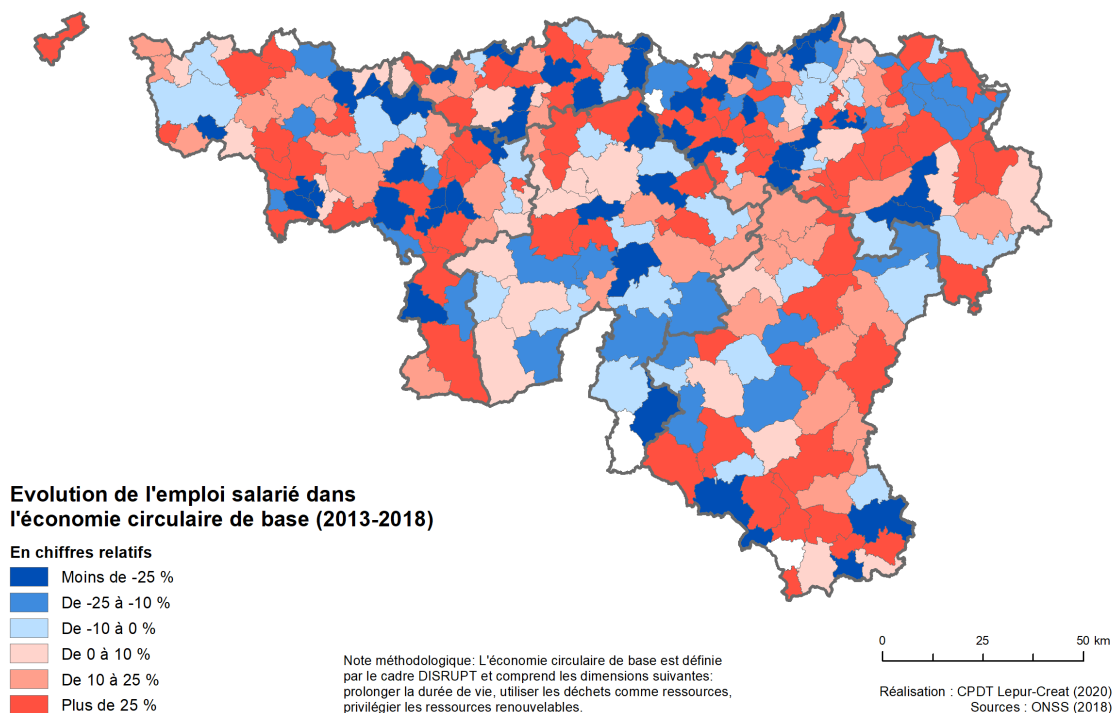 Evolution de l'emploi salarié dans
l'économie circulaire de base (2013-2018)
En chiffres relatifs
Moins de -25 %
De -25 à -10 %
De -10 à 0 %
De 0 à 10 %
De 10 à 25 %
Plus de 25 %
Note méthodologique: L'économie circulaire de base est définie
par le cadre DISRUPT et comprend les dimensions suivantes:
prolonger la durée de vie, utiliser les déchets comme ressources,
privilégier les ressources renouvelables.
0 25 50 km
Réalisation : CPDT Lepur-Creat (2020)
Sources : ONSS (2018)